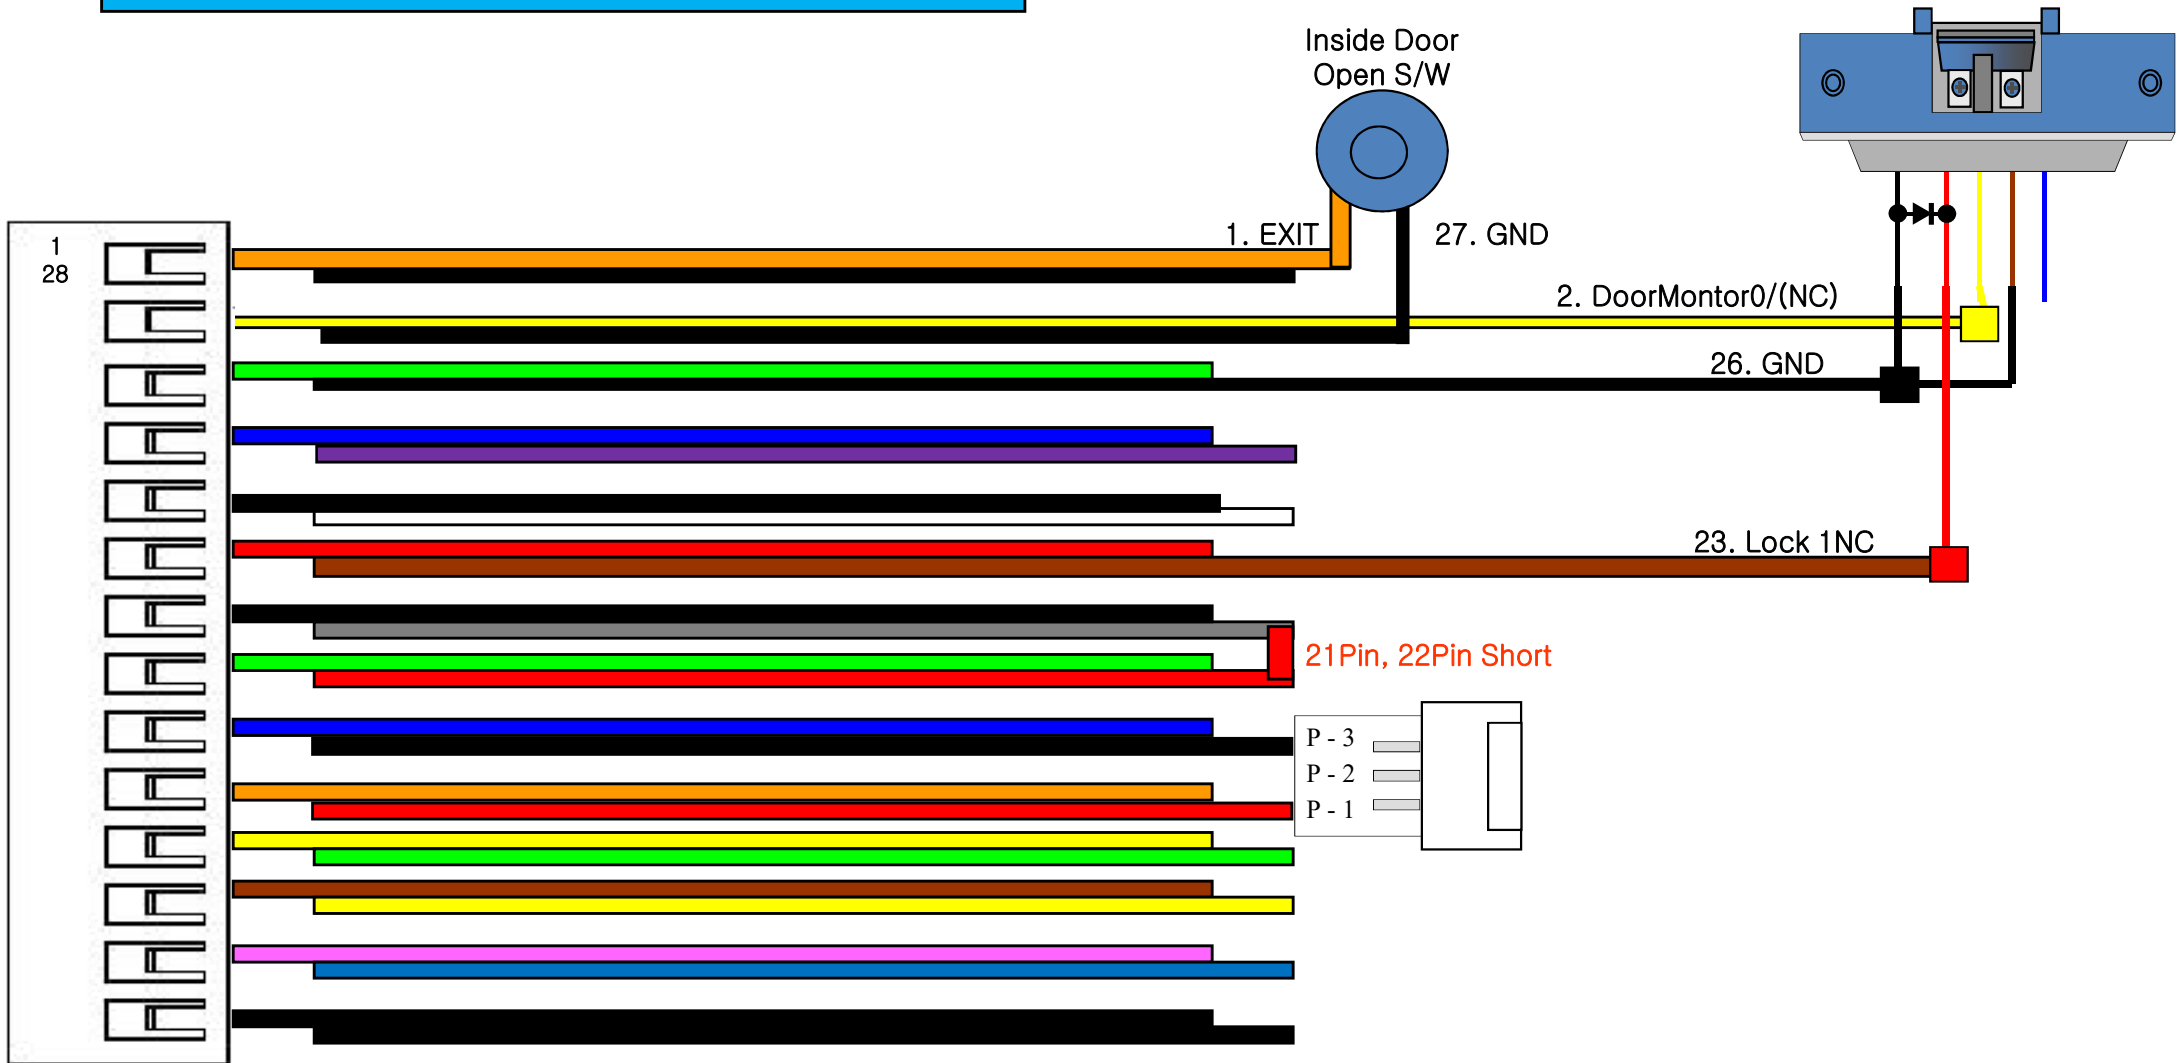 Inside Door
Open S/W
1. EXIT
27. GND
1
28
2. DoorMontor0/(NC)
26. GND
23. Lock 1NC
21Pin, 22Pin Short
P - 3
P - 2
P - 1